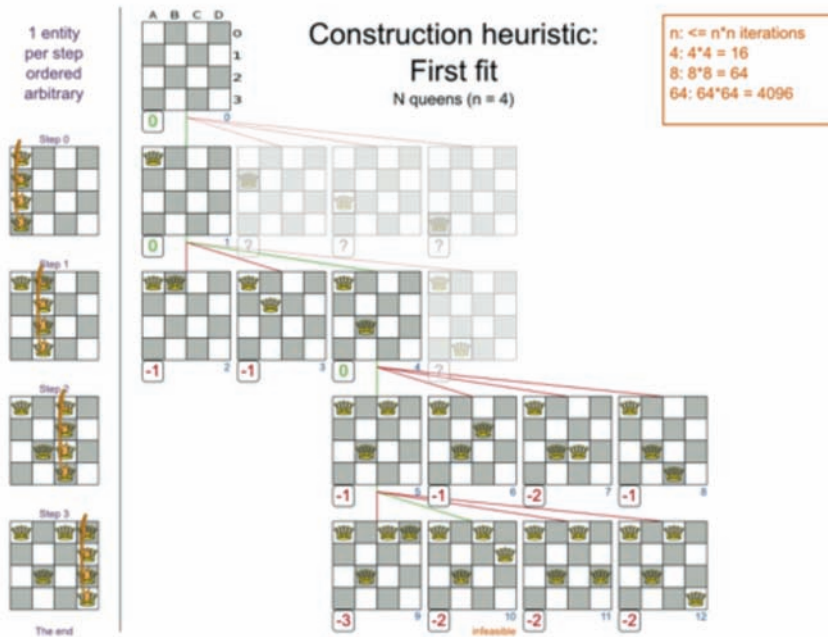 1 entity
per step
ordered
arbitrary
Construction heuristic:
First fit
N queens (n = 4)
n: <= n*n iterations
4: 4*4 = 16
8: 8*8 = 64
64: 64*64 = 4096
A B C D
0
1
2
3
0 0
Step 0
0 1 ? ? ?
Step 1
-1 2 -1 3 0 4 ?
Step 2
-1 5 -1 6 -2 7 -1 8
Step 3
-3 9 -2 10 -2 11 -2 12
The end
infeasible